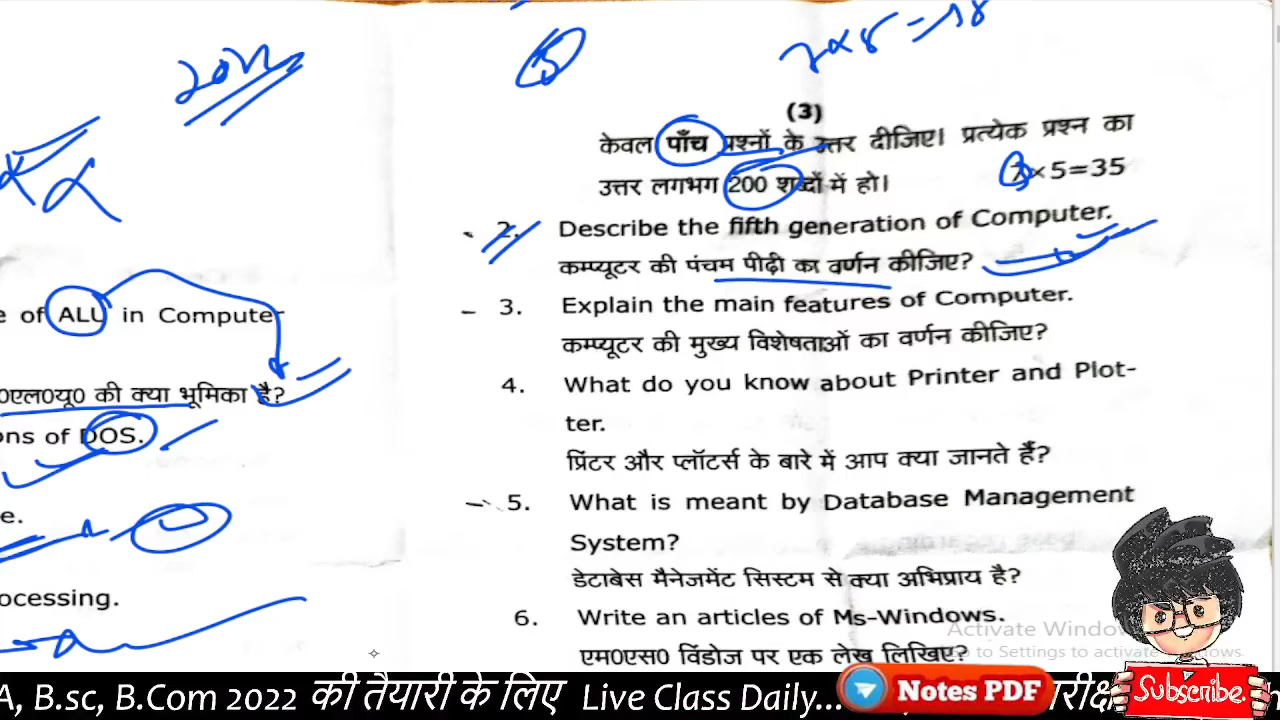 2022
5
(3)
केवल पाँच प्रश्नों के उत्तर दीजिए। प्रत्येक प्रश्न का
उत्तर लगभग 200 शब्दों में हो। 7×5=35
2. Describe the fifth generation of Computer.
कम्प्यूटर की पंचम पीढ़ी का वर्णन कीजिए?
3. Explain the main features of Computer.
कम्प्यूटर की मुख्य विशेषताओं का वर्णन कीजिए?
4. What do you know about Printer and Plot-
ter.
प्रिंटर और प्लॉटर्स के बारे में आप क्या जानते हैं?
5. What is meant by Database Management
System?
डेटाबेस मैनेजमेंट सिस्टम से क्या अभिप्राय है?
6. Write an articles of Ms-Windows.
एम0एस0 विंडोज पर एक लेख लिखिए?
e of ALU in Computer
0एल0यू0 की क्या भूमिका है?
ons of DOS.
e.
ocessing.
Activate Windows
to Settings to activate Windows.
A, B.sc, B.Com 2022 की तैयारी के लिए Live Class Daily...
Notes PDF
Subscribe